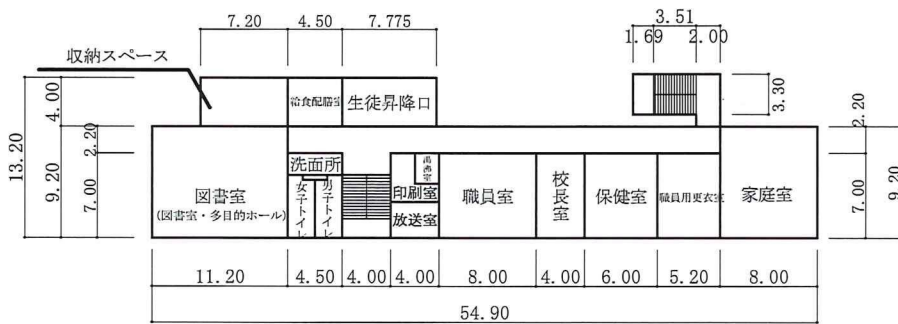 7.20 4.50 7.775
3.51
1.69 2.00
収納スペース
給食配膳室
生徒昇降口
13.20
4.00
9.20
2.20
7.00
3.30
2.20
7.00
9.20
図書室
(図書室・多目的ホール)
洗面所
女子トイレ
男子トイレ
湯沸室
印刷室
放送室
職員室
校長室
保健室
職員用更衣室
家庭室
11.20 4.50 4.00 4.00 8.00 4.00 6.00 5.20 8.00
54.90